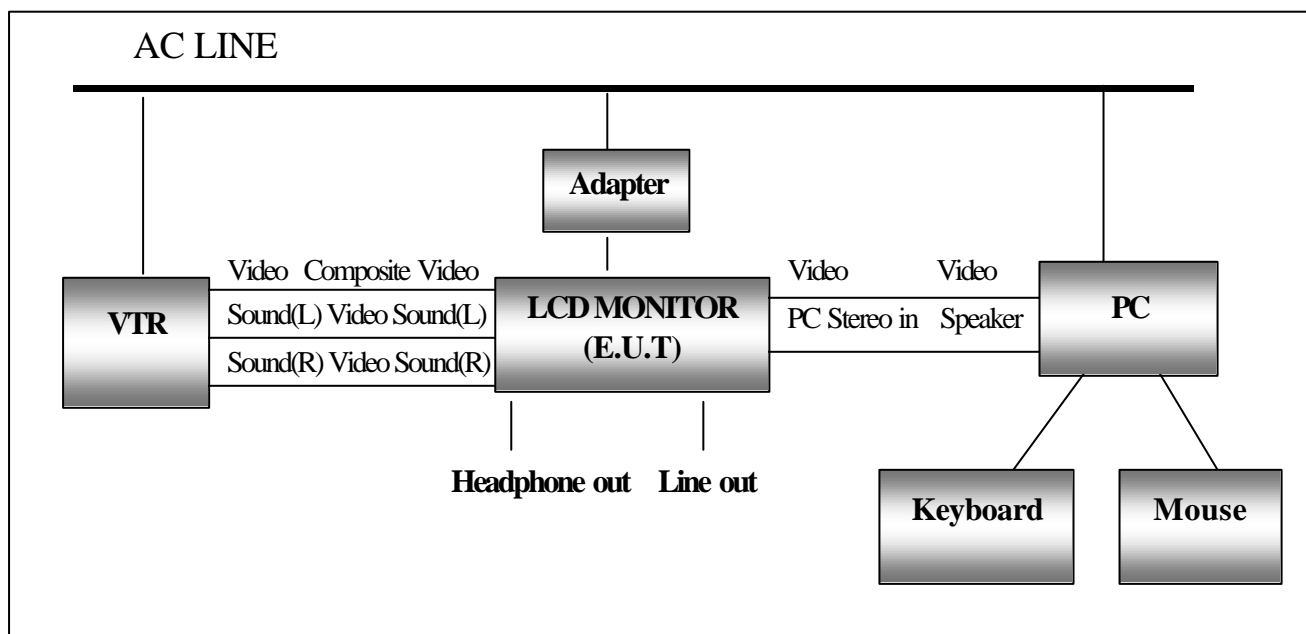 AC LINE
Adapter
Video Composite Video
Video Video
VTR
Sound(L) Video Sound(L)
LCD MONITOR
(E.U.T)
PC Stereo in Speaker
PC
Sound(R) Video Sound(R)
Headphone out Line out
Keyboard
Mouse